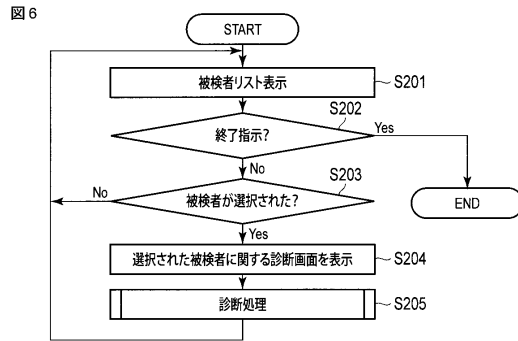 図6
START
被検者リスト表示
S201
S202
終了指示?
Yes
No
S203
被検者が選択された?
No
Yes
END
選択された被検者に関する診断画面を表示
S204
診断処理
S205